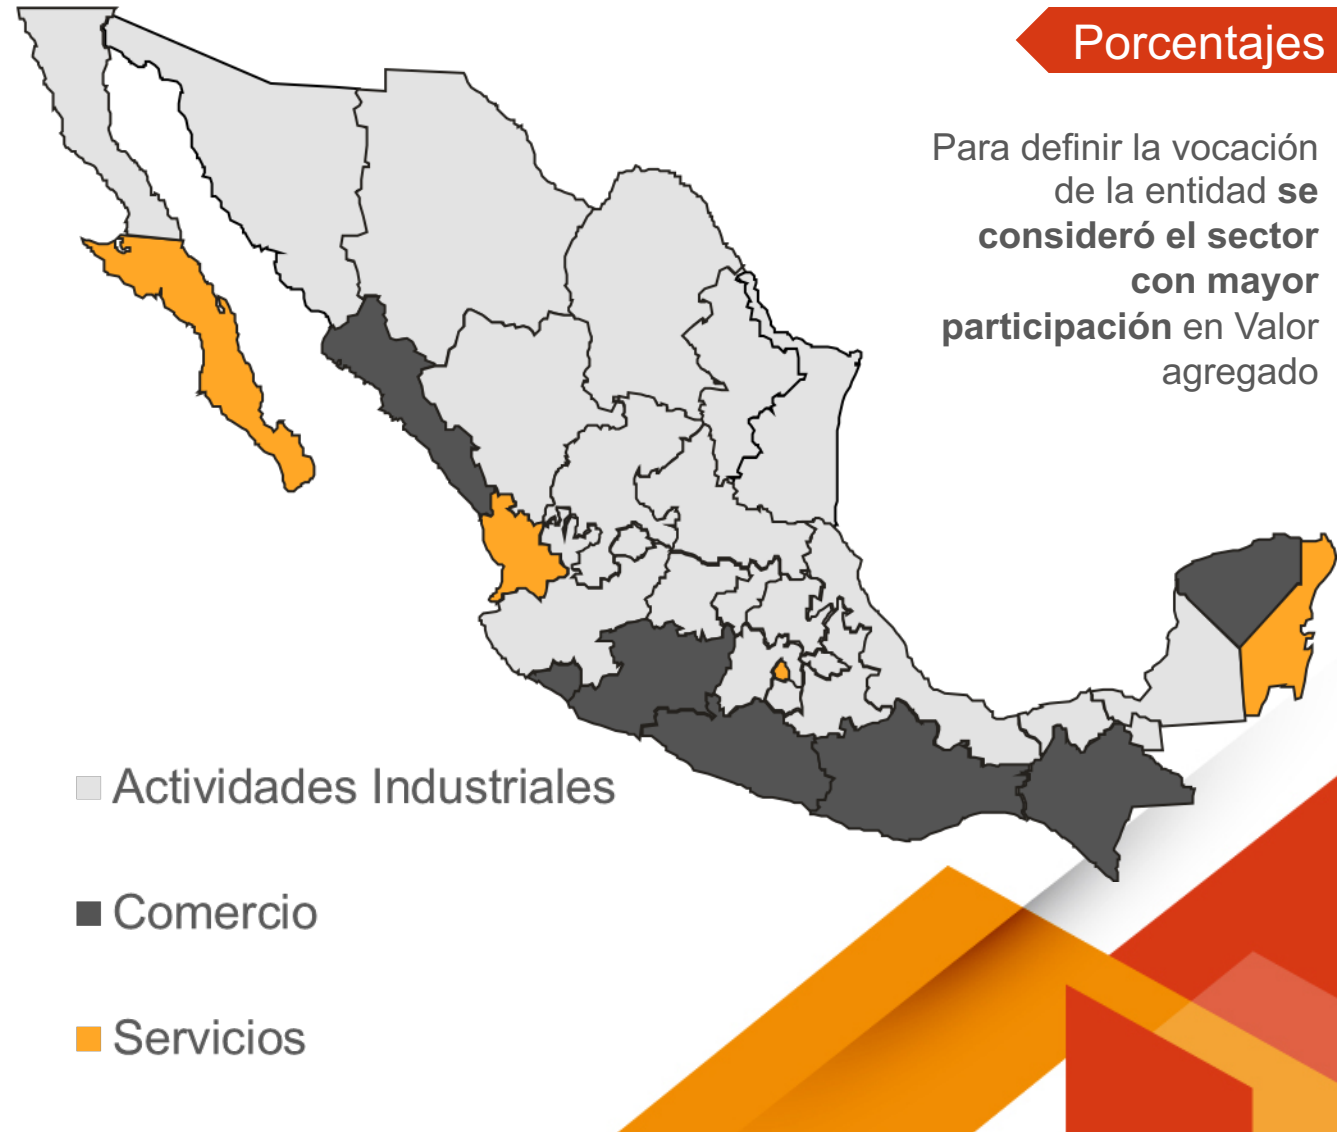 Porcentajes
Para definir la vocación
de la entidad se
consideró el sector
con mayor
participación en Valor
agregado
Actividades Industriales
Comercio
Servicios